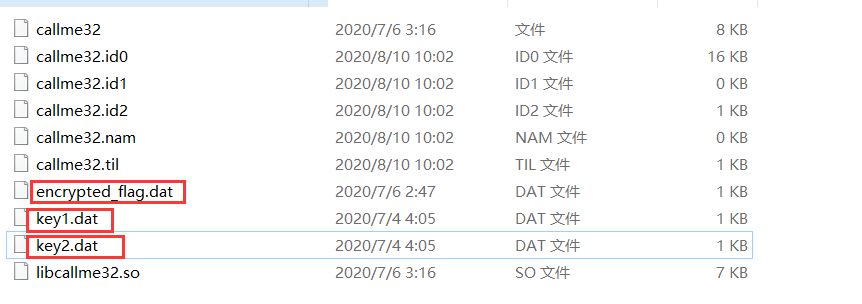 callme32 2020/7/6 3:16 文件 8 KB
callme32.id0 2020/8/10 10:02 ID0 文件 16 KB
callme32.id1 2020/8/10 10:02 ID1 文件 0 KB
callme32.id2 2020/8/10 10:02 ID2 文件 1 KB
callme32.nam 2020/8/10 10:02 NAM 文件 0 KB
callme32.til 2020/8/10 10:02 TIL 文件 1 KB
encrypted_flag.dat 2020/7/6 2:47 DAT 文件 1 KB
key1.dat 2020/7/4 4:05 DAT 文件 1 KB
key2.dat 2020/7/4 4:05 DAT 文件 1 KB
libcallme32.so 2020/7/6 3:16 SO 文件 7 KB